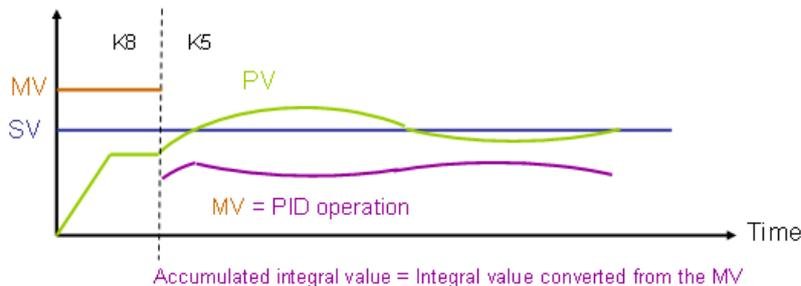 K8 K5
PV
MV
SV
MV = PID operation
Time
Accumulated integral value = Integral value converted from the MV